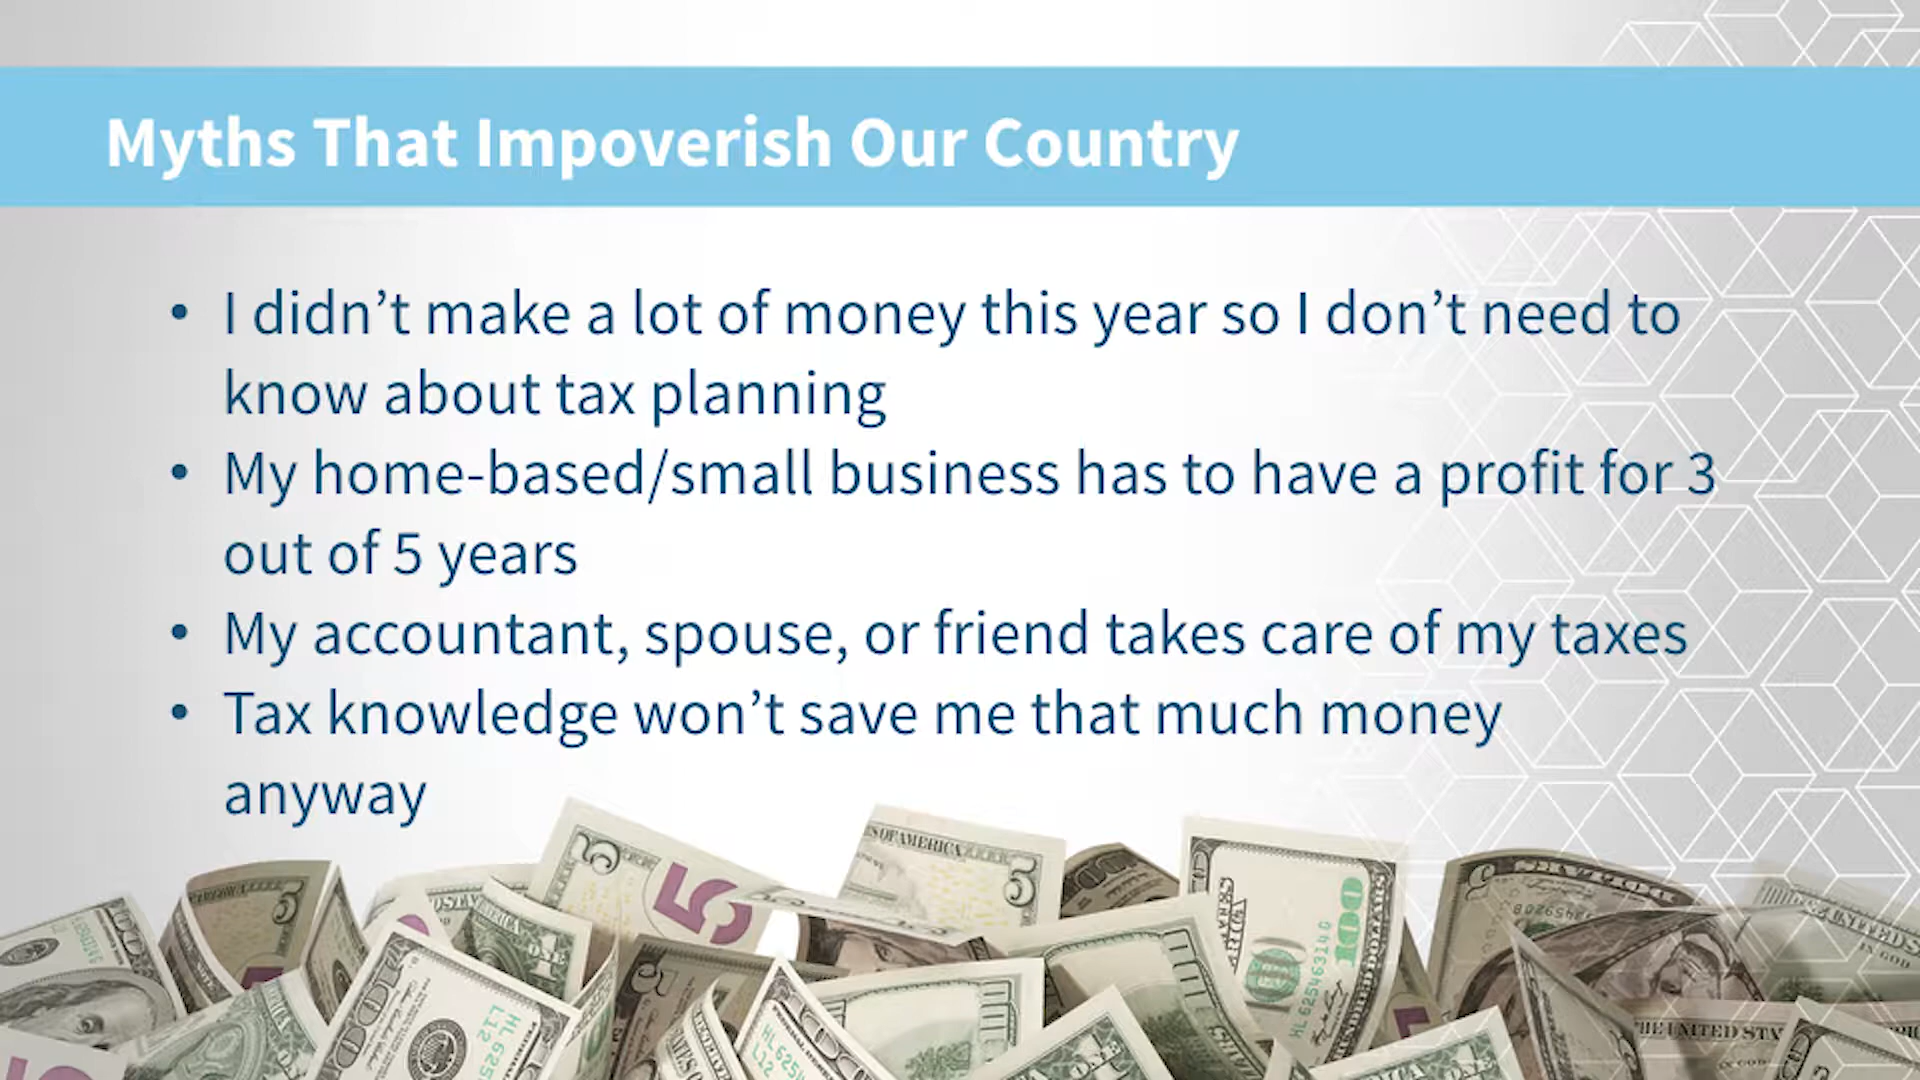 Myths That Impoverish Our Country
• I didn’t make a lot of money this year so I don’t need to
know about tax planning
• My home-based/small business has to have a profit for 3
out of 5 years
• My accountant, spouse, or friend takes care of my taxes
• Tax knowledge won’t save me that much money
anyway